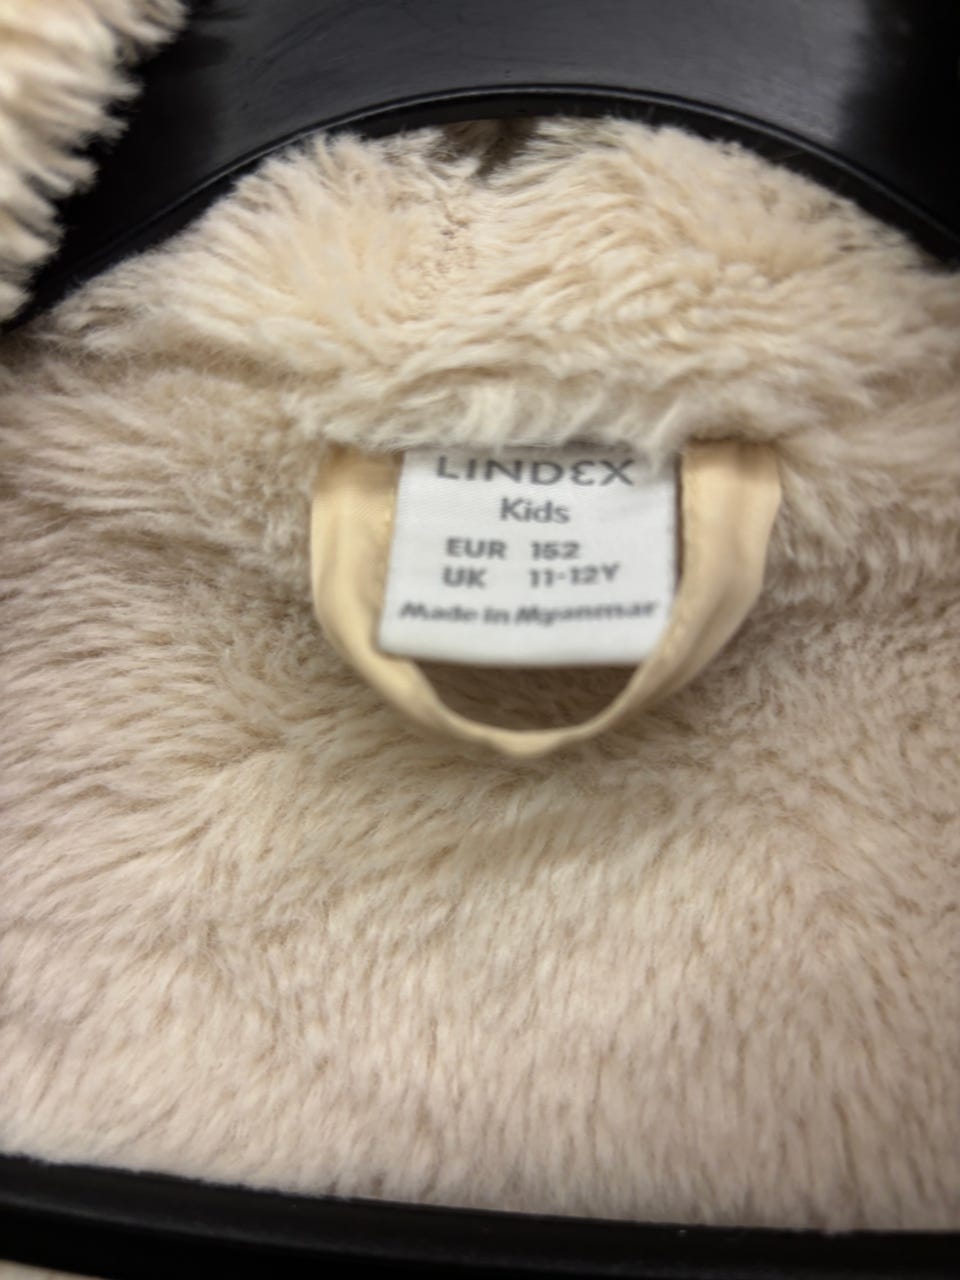 LINDEX
Kids
EUR 152
UK 11-12Y
Made in Myanmar